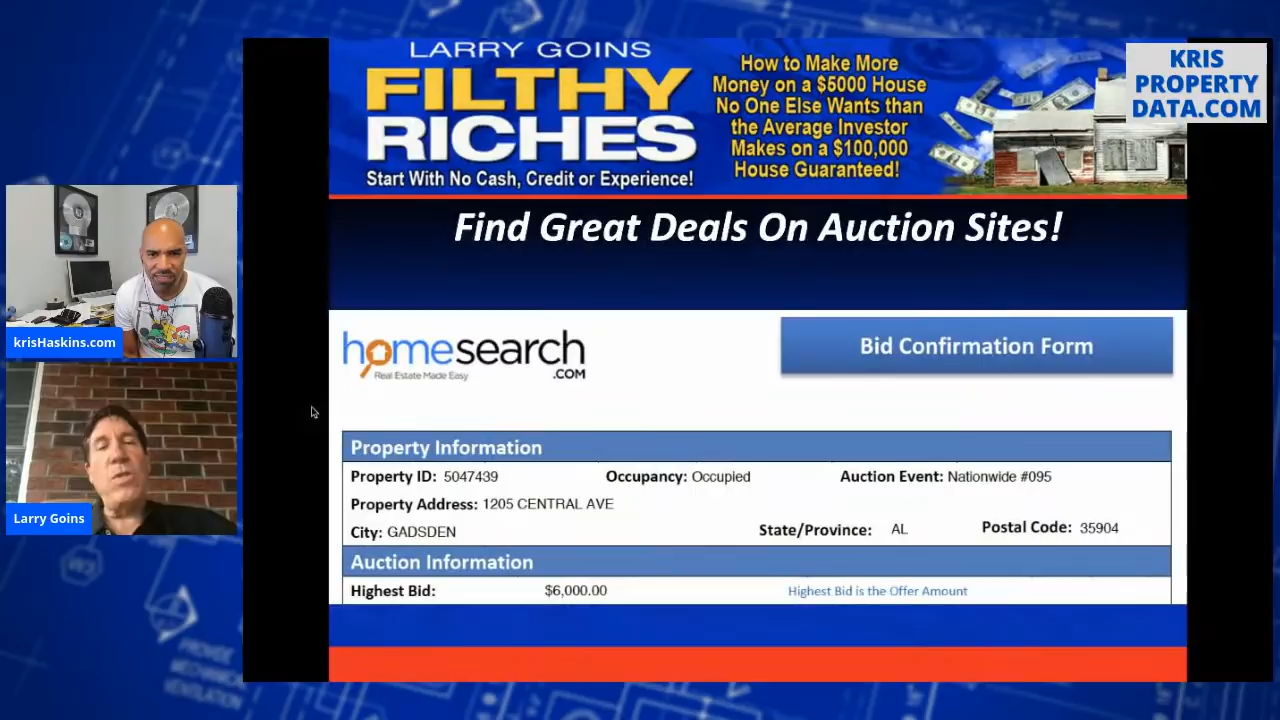 LARRY GOINS
FILTHY
RICHES
Start With No Cash, Credit or Experience!
How to Make More
Money on a $5000 House
No One Else Wants than
the Average Investor
Makes on a $100,000
House Guaranteed!
KRIS
PROPERTY
DATA.COM
Find Great Deals On Auction Sites!
krisHaskins.com
Larry Goins
homesearch
.COM
Real Estate Made Easy
Bid Confirmation Form
Property Information
Property ID: 5047439 Occupancy: Occupied Auction Event: Nationwide #095
Property Address: 1205 CENTRAL AVE
City: GADSDEN State/Province: AL Postal Code: 35904
Auction Information
Highest Bid: $6,000.00 Highest Bid is the Offer Amount
PROVIDE
MECHANICAL
VENTILATION